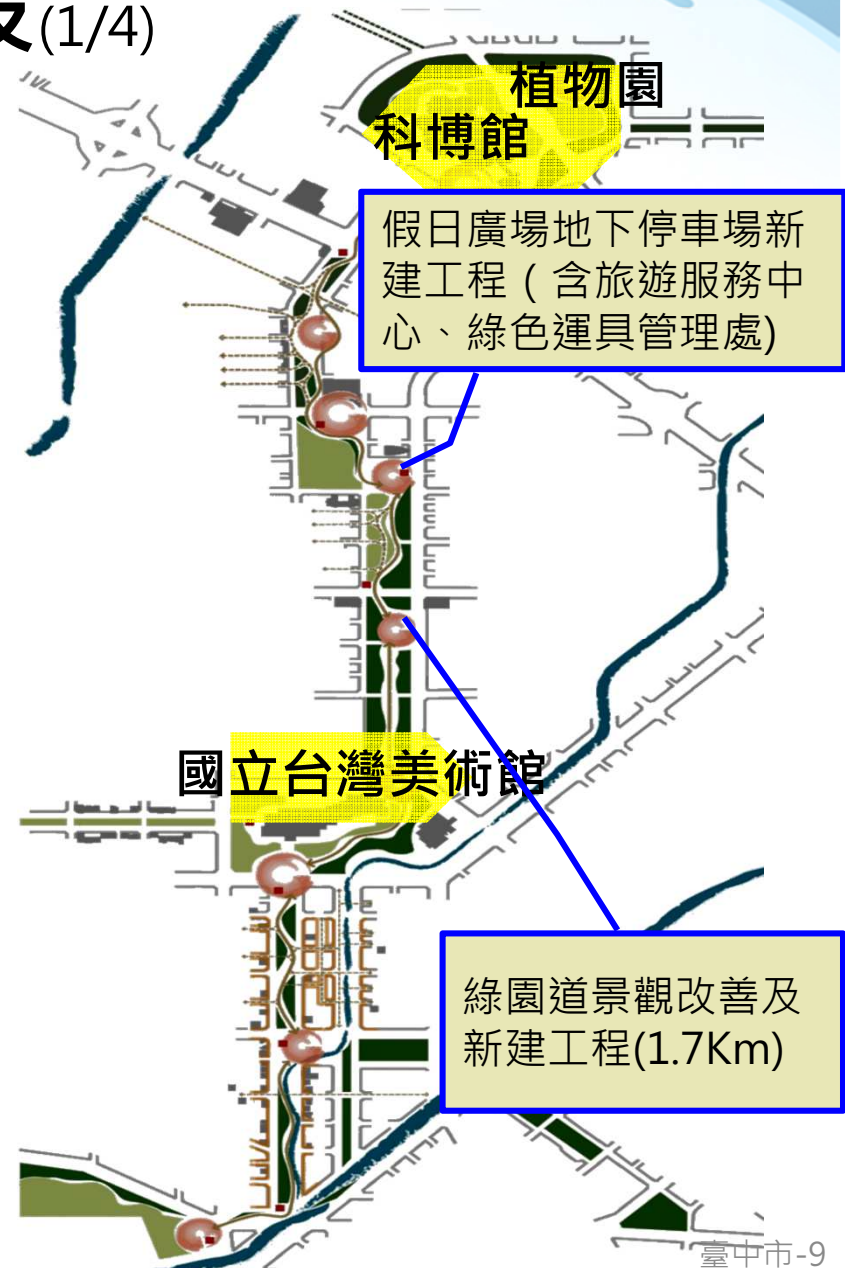 (1/4)
植物園
科博館
假日廣場地下停車場新
建工程（含旅遊服務中
心、綠色運具管理處)
國立台灣美術館
綠園道景觀改善及
新建工程(1.7Km)
臺中市-9